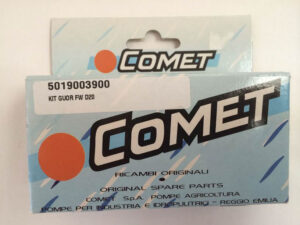 COMET
5019003900
KIT GUOR FW D20
COMET
RICAMBI ORIGINALI
ORIGINAL SPARE PARTS
COMET S.p.A. POMPE AGRICOLTURA
POMPE PER INDUSTRIA E IDROPULITRICI - REGGIO EMILIA